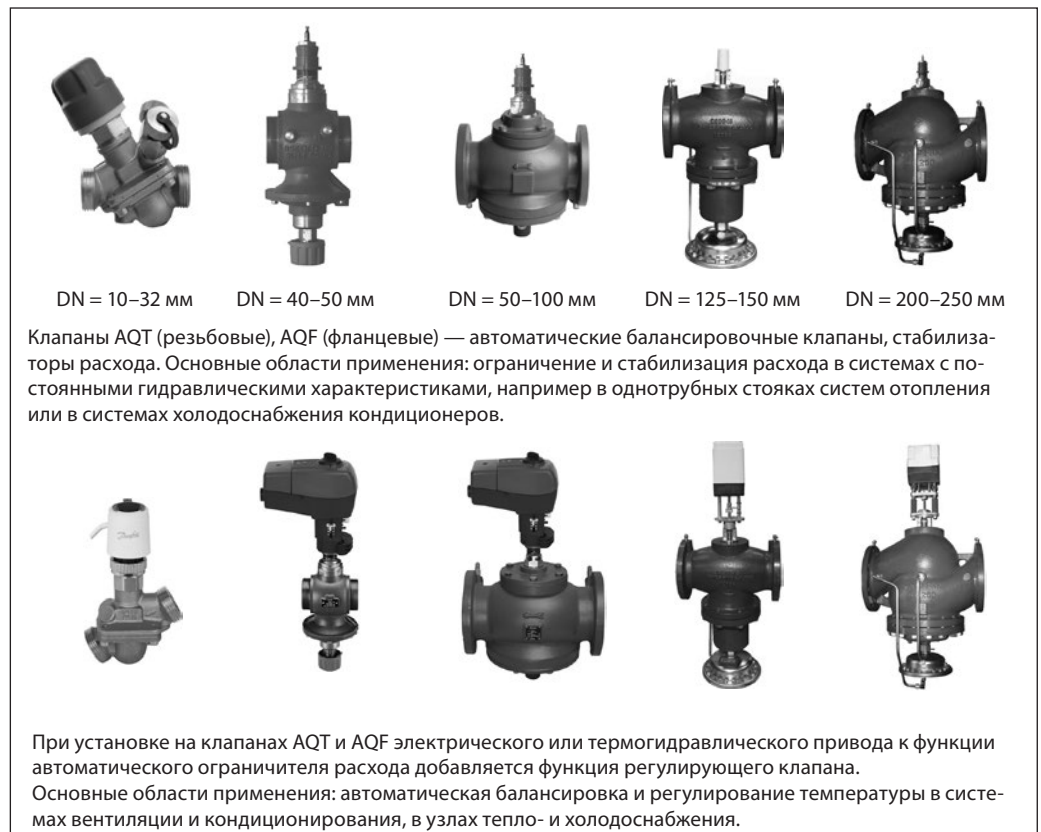 DN = 10–32 мм DN = 40–50 мм DN = 50–100 мм DN = 125–150 мм DN = 200–250 мм
Клапаны AQT (резьбовые), AQF (фланцевые) — автоматические балансировочные клапаны, стабилиза-
торы расхода. Основные области применения: ограничение и стабилизация расхода в системах с по-
стоянными гидравлическими характеристиками, например в однотрубных стояках систем отопления
или в системах холодоснабжения кондиционеров.
Danfoss
При установке на клапанах AQT и AQF электрического или термогидравлического привода к функции
автоматического ограничителя расхода добавляется функция регулирующего клапана.
Основные области применения: автоматическая балансировка и регулирование температуры в систе-
мах вентиляции и кондиционирования, в узлах тепло- и холодоснабжения.